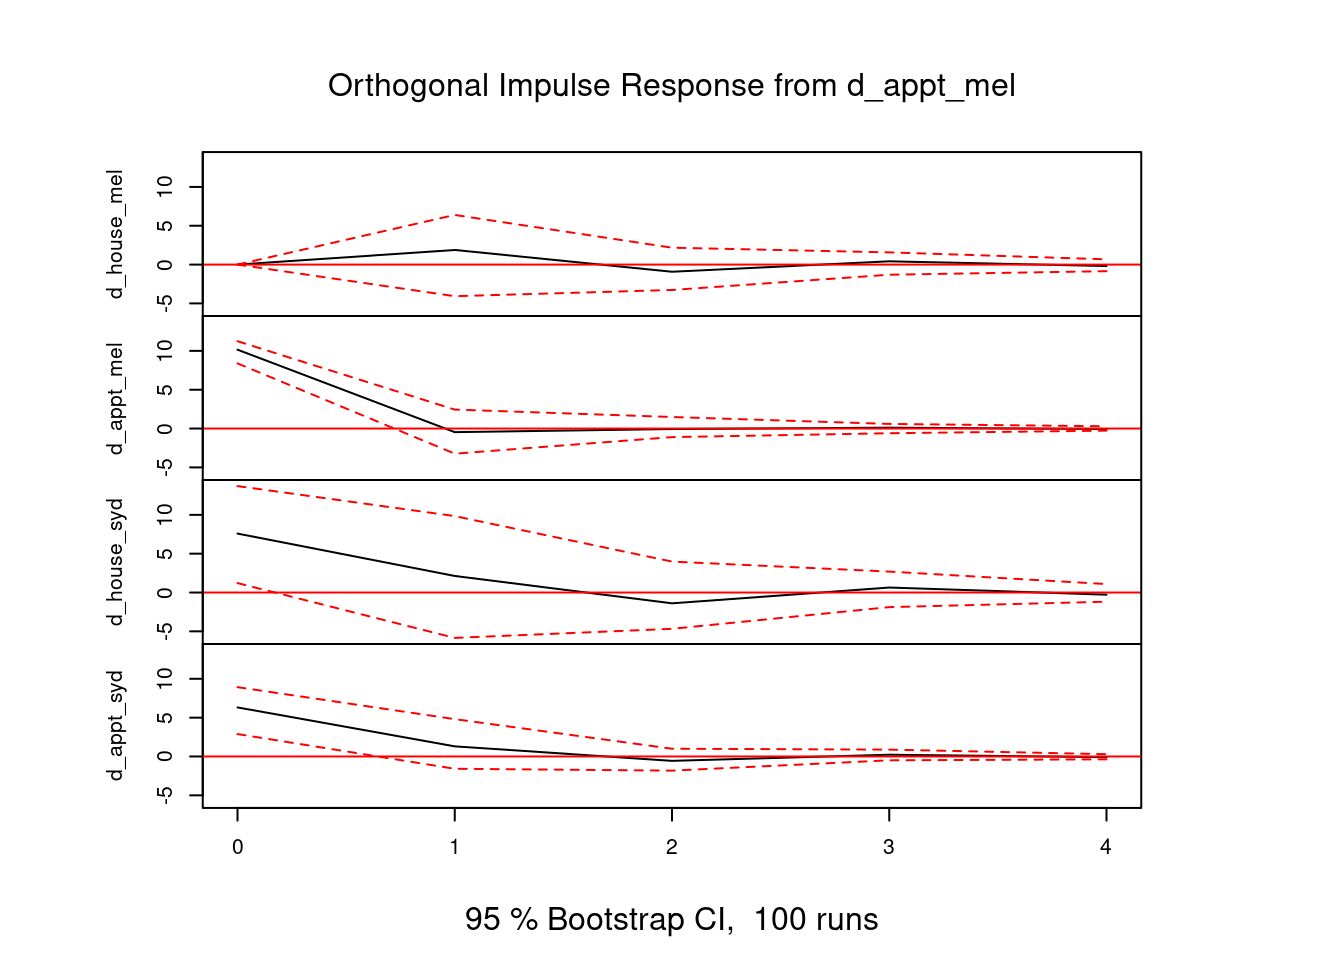 Orthogonal Impulse Response from d_appt_mel
d_house_mel
10
5
0
-5
d_appt_mel
10
5
0
-5
d_house_syd
10
5
0
-5
d_appt_syd
10
5
0
-5
0 1 2 3 4
95 % Bootstrap CI,  100 runs